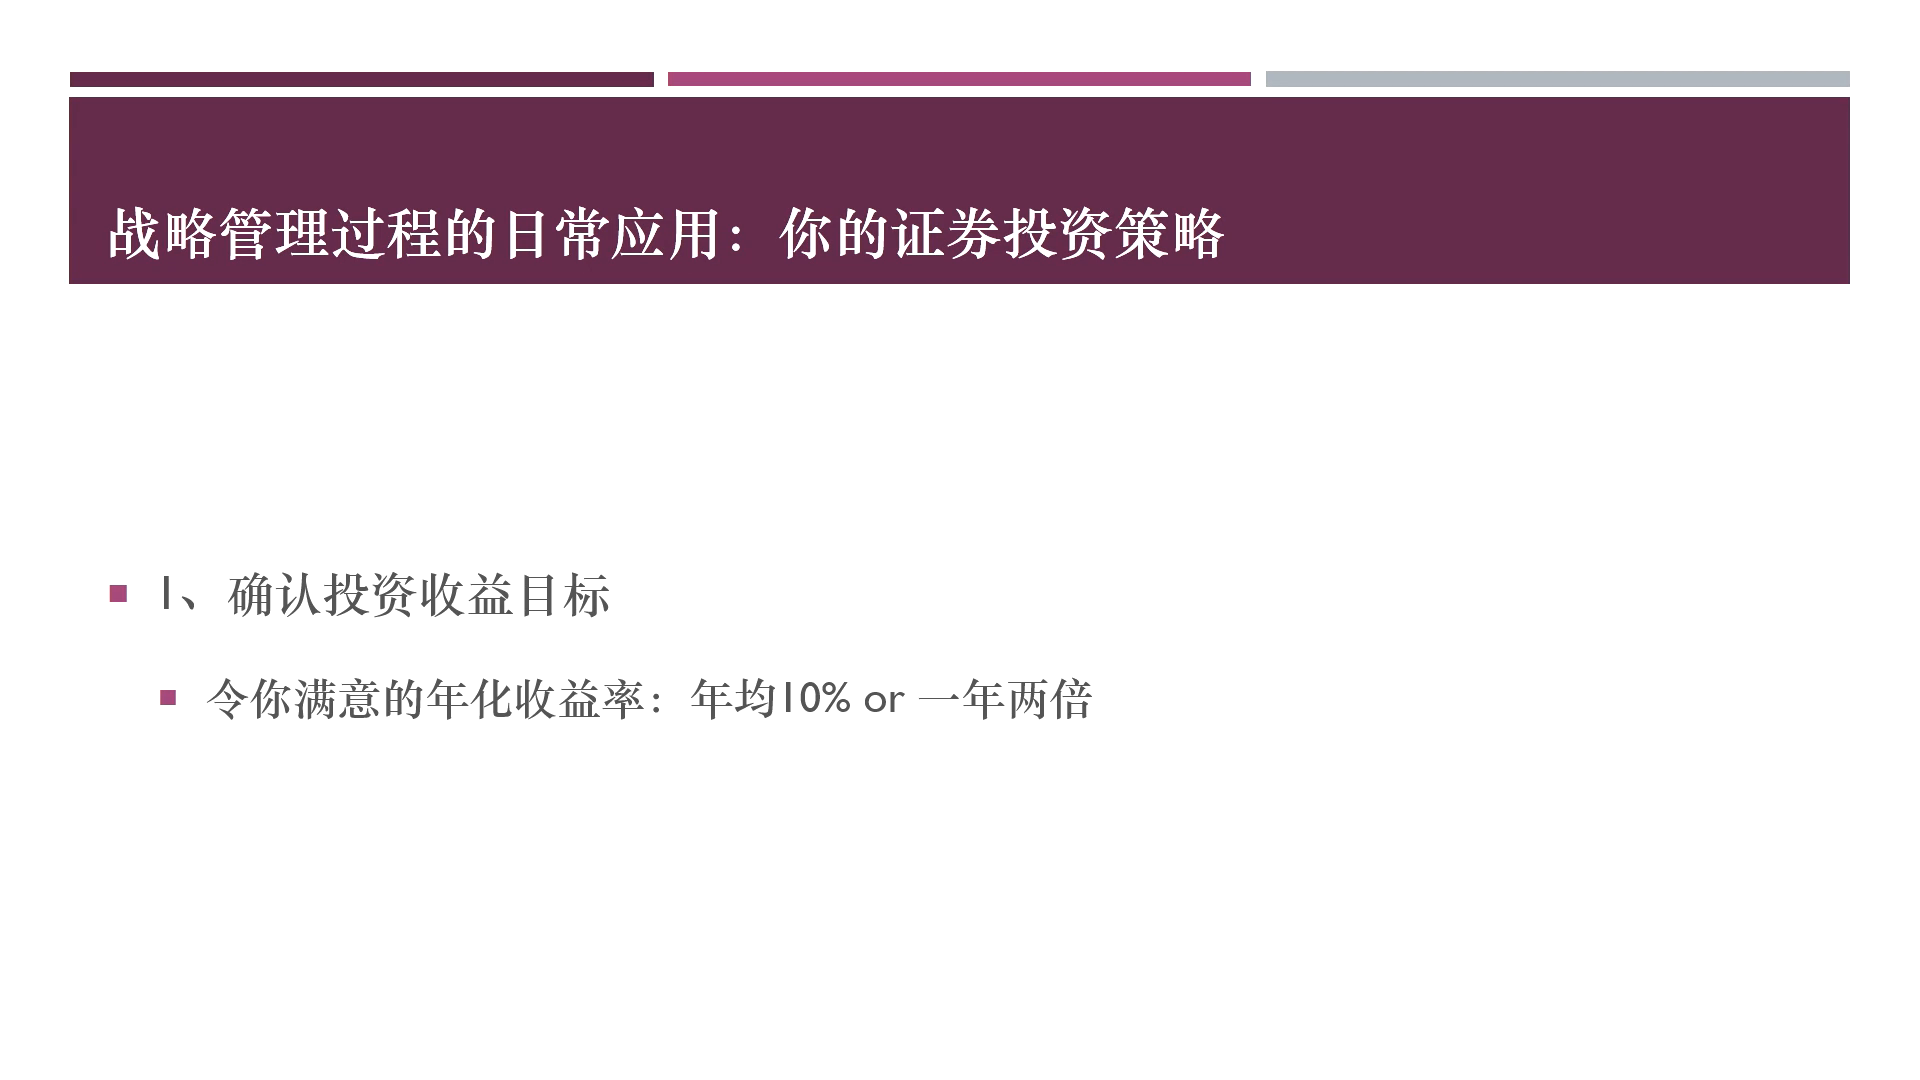 战略管理过程的日常应用：你的证券投资策略
1、确认投资收益目标
令你满意的年化收益率：年均10% or 一年两倍